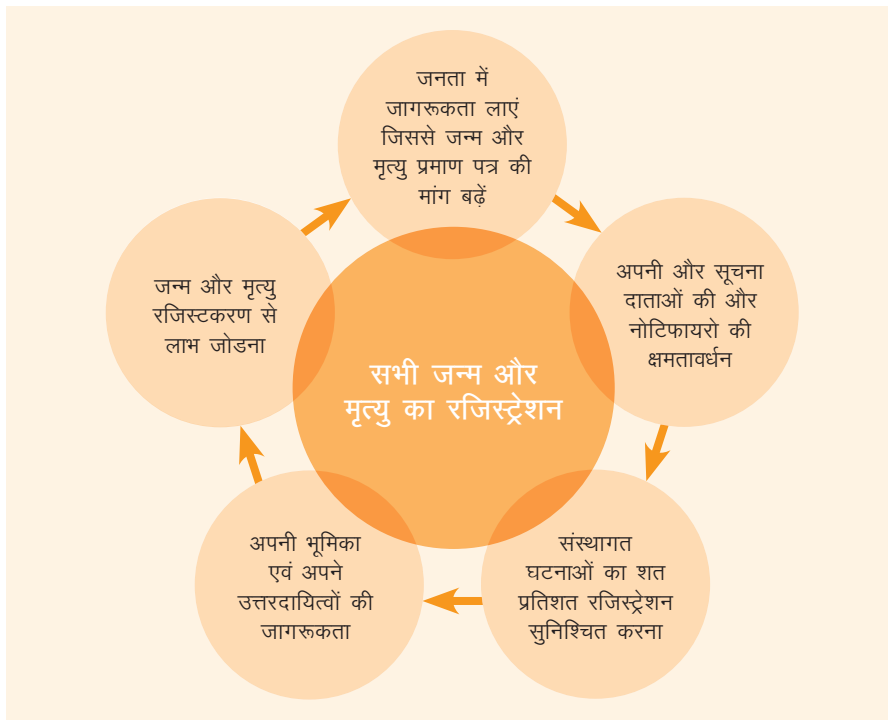 जनता में
जागरूकता लाएं
जिससे जन्म और
मृत्यु प्रमाण पत्र की
मांग बढ़ें
अपनी और सूचना
दाताओं की और
नोटिफायरो की
क्षमतावर्धन
संस्थागत
घटनाओं का शत
प्रतिशत रजिस्ट्रेशन
सुनिश्चित करना
अपनी भूमिका
एवं अपने
उत्तरदायित्वों की
जागरूकता
जन्म और मृत्यु
रजिस्टकरण से
लाभ जोडना
सभी जन्म और
मृत्यु का रजिस्ट्रेशन